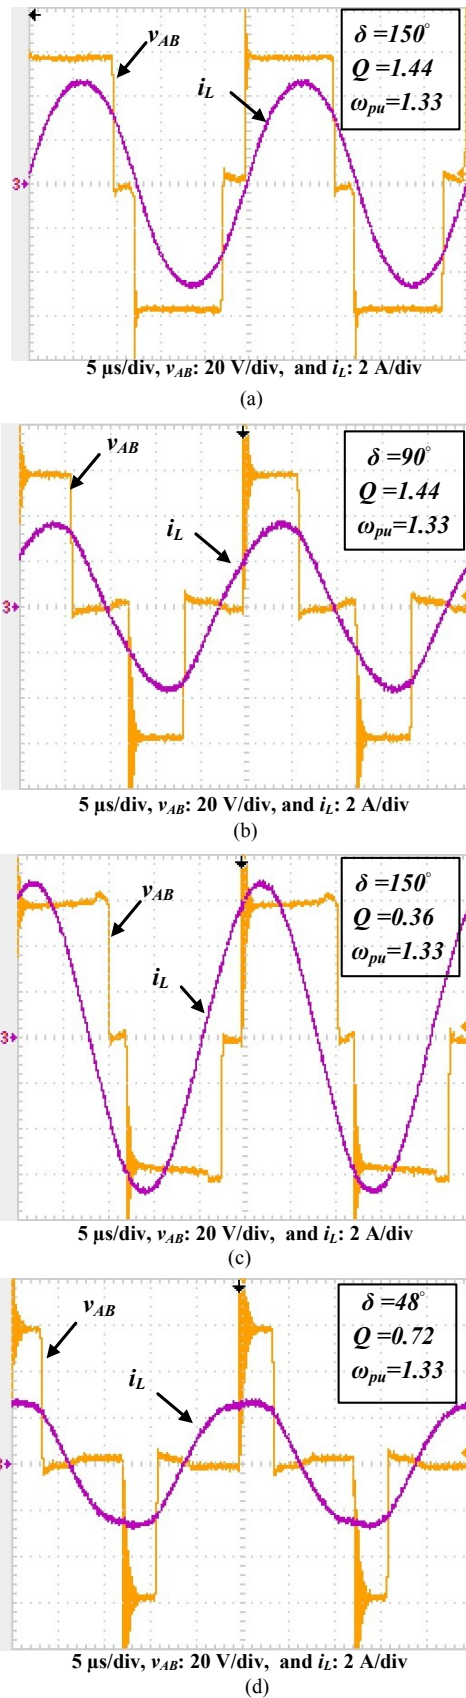 v_AB
i_L
δ =150°
Q =1.44
ω_pu=1.33
3
5 µs/div, v_AB: 20 V/div, and i_L: 2 A/div
(a)
v_AB
i_L
δ =90°
Q =1.44
ω_pu=1.33
3
5 µs/div, v_AB: 20 V/div, and i_L: 2 A/div
(b)
v_AB
i_L
δ =150°
Q =0.36
ω_pu=1.33
3
5 µs/div, v_AB: 20 V/div, and i_L: 2 A/div
(c)
v_AB
i_L
δ =48°
Q =0.72
ω_pu=1.33
3
5 µs/div, v_AB: 20 V/div, and i_L: 2 A/div
(d)